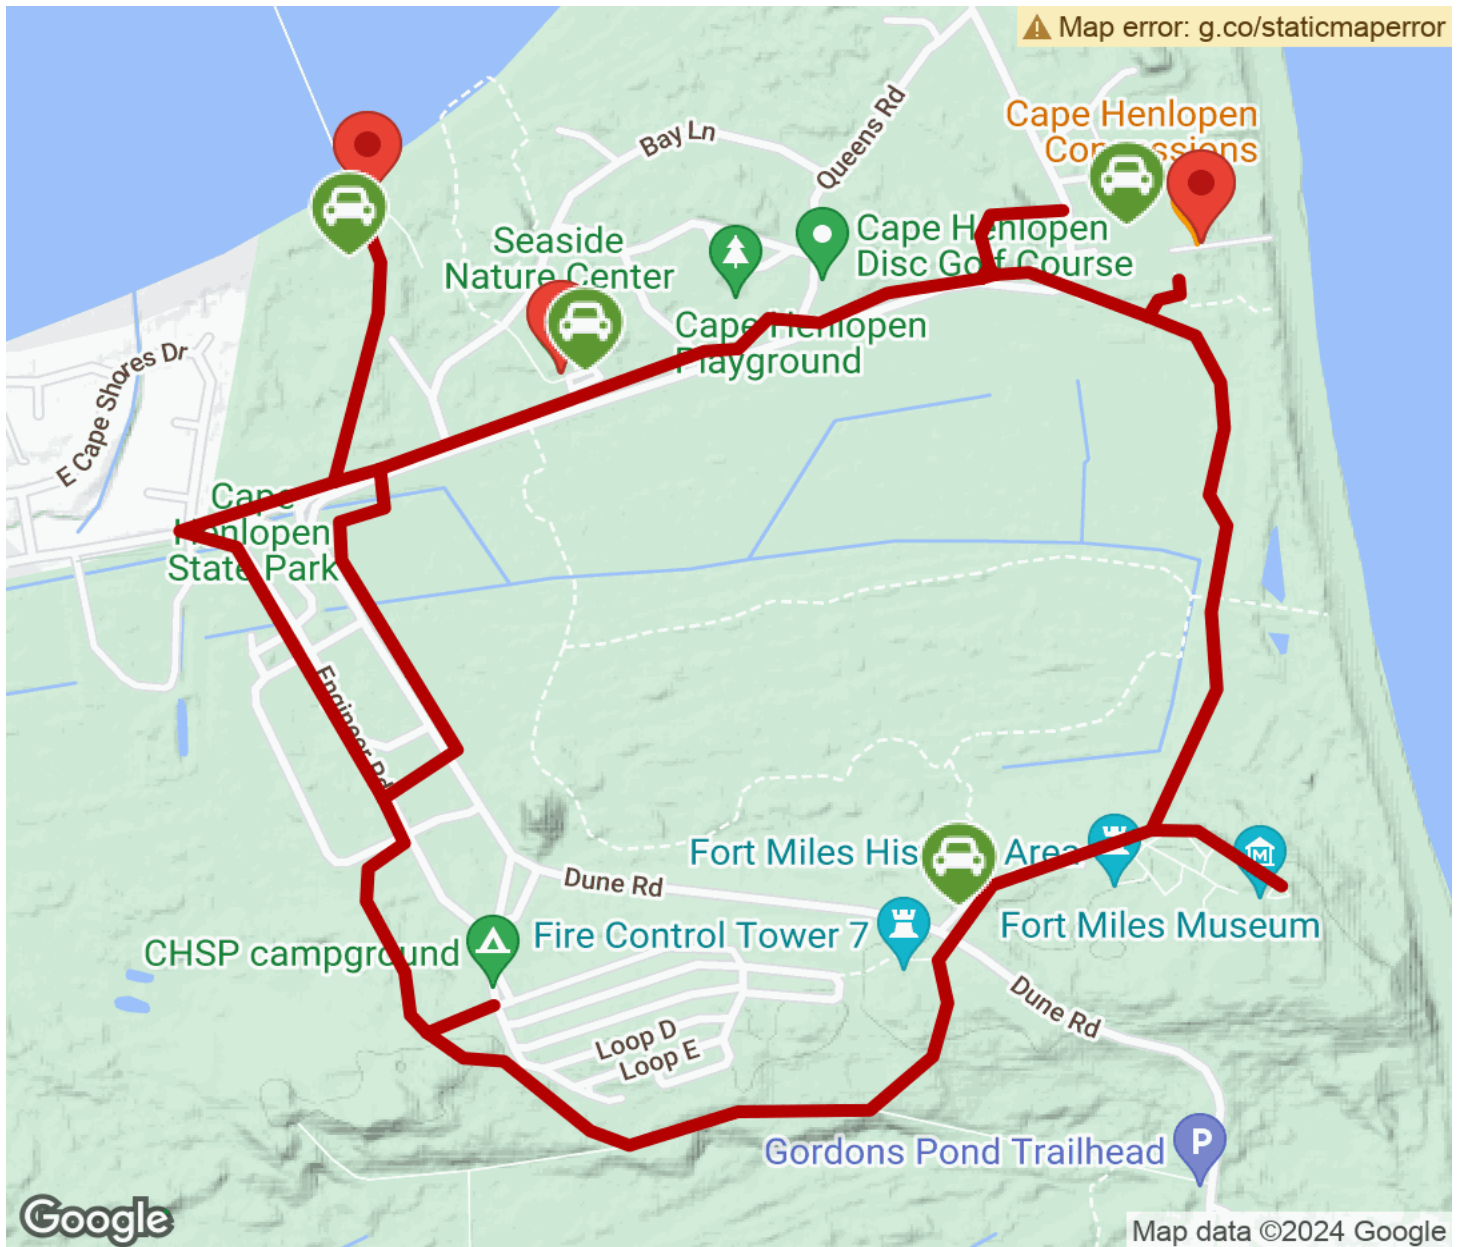 Map error: g.co/staticmaperror
Cape Henlopen
Concessions
Bay Ln
Queens Rd
Seaside
Nature Center
Cape Henlopen
Disc Golf Course
Cape Henlopen
Playground
E Cape Shores Dr
Cape
Henlopen
State Park
Engineer Rd
Fort Miles Area
Dune Rd
Fort Miles Museum
Fire Control Tower 7
CHSP campground
Dune Rd
Loop D
Loop E
Gordons Pond Trailhead
P
Google
Map data ©2024 Google